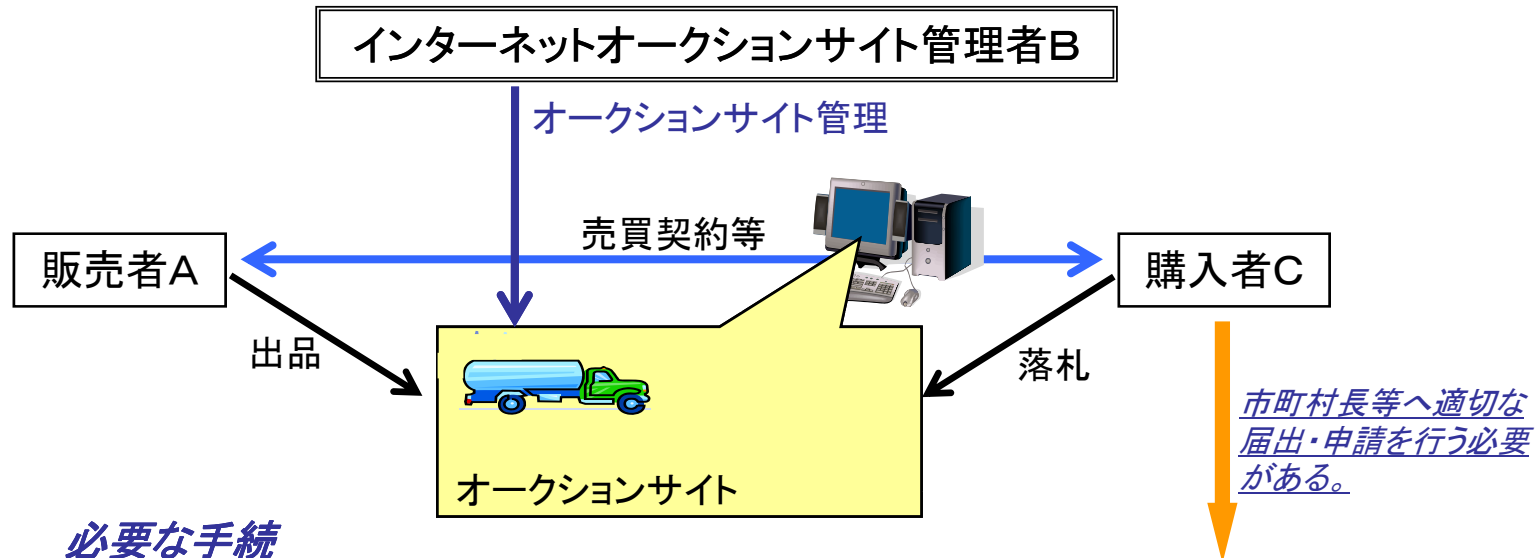 インターネットオークションサイト管理者B
オークションサイト管理
売買契約等
販売者A
購入者C
出品
落札
市町村長等へ適切な
届出・申請を行う必要
がある。
オークションサイト
必要な手続